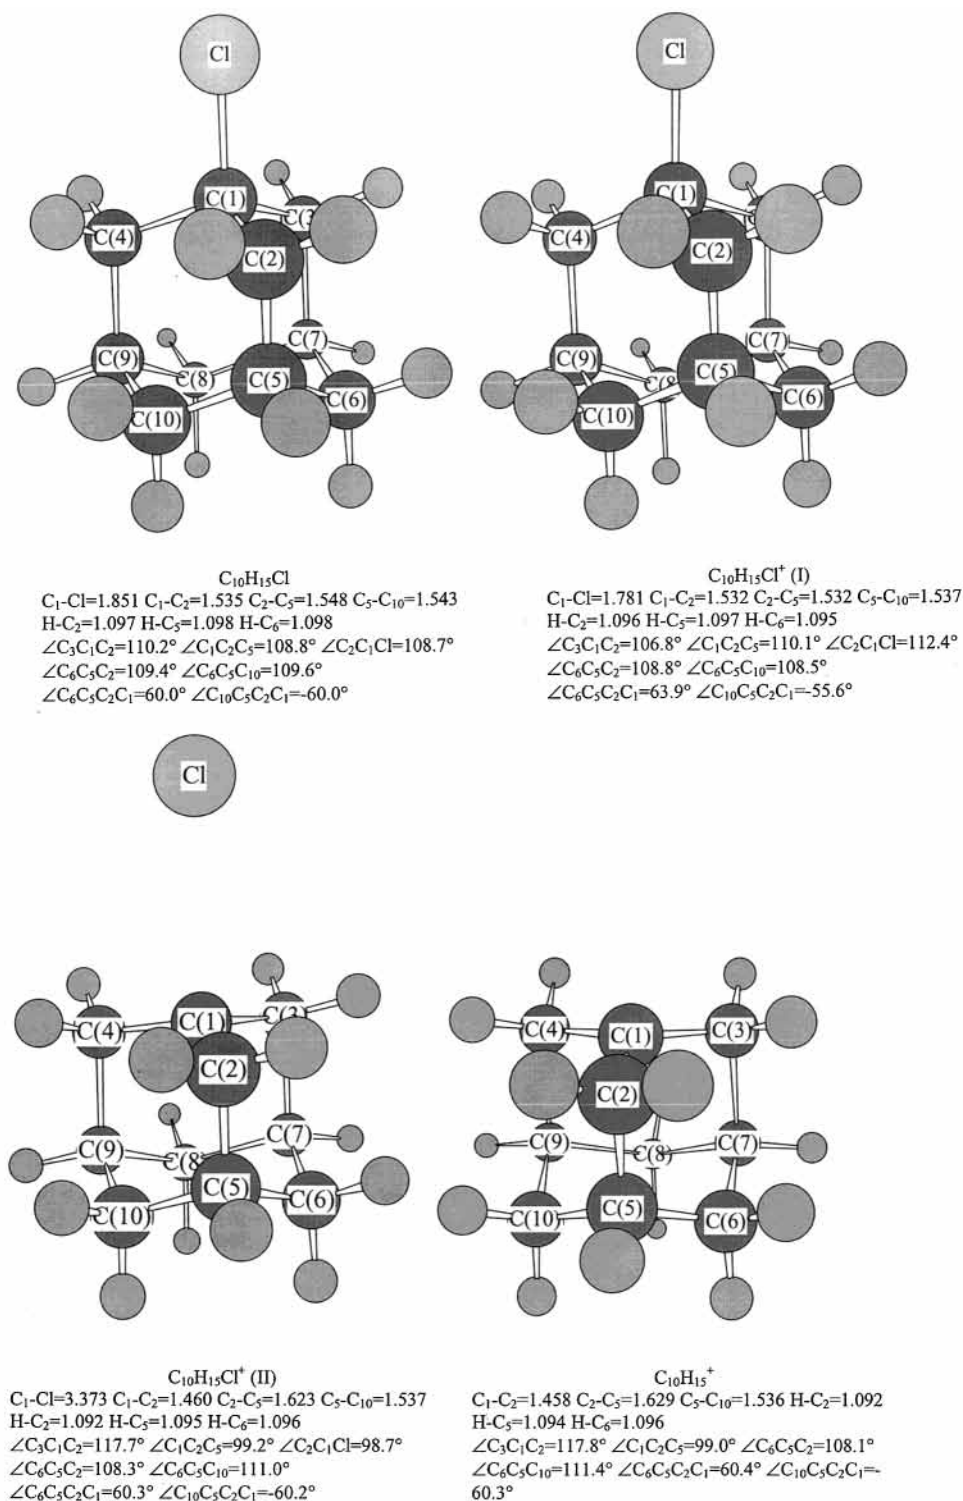 Cl
C(1)
C(3)
C(4)
C(2)
C(7)
C(9)
C(8)
C(5)
C(6)
C(10)
C₁₀H₁₅Cl
C₁-Cl=1.851 C₁-C₂=1.535 C₂-C₅=1.548 C₅-C₁₀=1.543
H-C₂=1.097 H-C₅=1.098 H-C₆=1.098
∠C₃C₁C₂=110.2° ∠C₁C₂C₅=108.8° ∠C₂C₁Cl=108.7°
∠C₆C₅C₂=109.4° ∠C₆C₅C₁₀=109.6°
∠C₆C₅C₂C₁=60.0° ∠C₁₀C₅C₂C₁=-60.0°
Cl
C(1)
C(4)
C(2)
C(7)
C(9)
C(5)
C(8
C(6)
C(10)
C₁₀H₁₅Cl⁺ (I)
C₁-Cl=1.781 C₁-C₂=1.532 C₂-C₅=1.532 C₅-C₁₀=1.537
H-C₂=1.096 H-C₅=1.097 H-C₆=1.095
∠C₃C₁C₂=106.8° ∠C₁C₂C₅=110.1° ∠C₂C₁Cl=112.4°
∠C₆C₅C₂=108.8° ∠C₆C₅C₁₀=108.5°
∠C₆C₅C₂C₁=63.9° ∠C₁₀C₅C₂C₁=-55.6°
Cl
C(1)
C(3)
C(4)
C(2)
C(7)
C(9)
C(8)
C(5)
C(6)
C(10)
C₁₀H₁₅Cl⁺ (II)
C₁-Cl=3.373 C₁-C₂=1.460 C₂-C₅=1.623 C₅-C₁₀=1.537
H-C₂=1.092 H-C₅=1.095 H-C₆=1.096
∠C₃C₁C₂=117.7° ∠C₁C₂C₅=99.2° ∠C₂C₁Cl=98.7°
∠C₆C₅C₂=108.3° ∠C₆C₅C₁₀=111.0°
∠C₆C₅C₂C₁=60.3° ∠C₁₀C₅C₂C₁=-60.2°
C(4)
C(1)
C(3)
C(2)
C(9)
C(8)
C(7)
C(10)
C(5)
C(6)
C₁₀H₁₅⁺
C₁-C₂=1.458 C₂-C₅=1.629 C₅-C₁₀=1.536 H-C₂=1.092
H-C₅=1.094 H-C₆=1.096
∠C₃C₁C₂=117.8° ∠C₁C₂C₅=99.0° ∠C₆C₅C₂=108.1°
∠C₆C₅C₁₀=111.4° ∠C₆C₅C₂C₁=60.4° ∠C₁₀C₅C₂C₁=-
60.3°